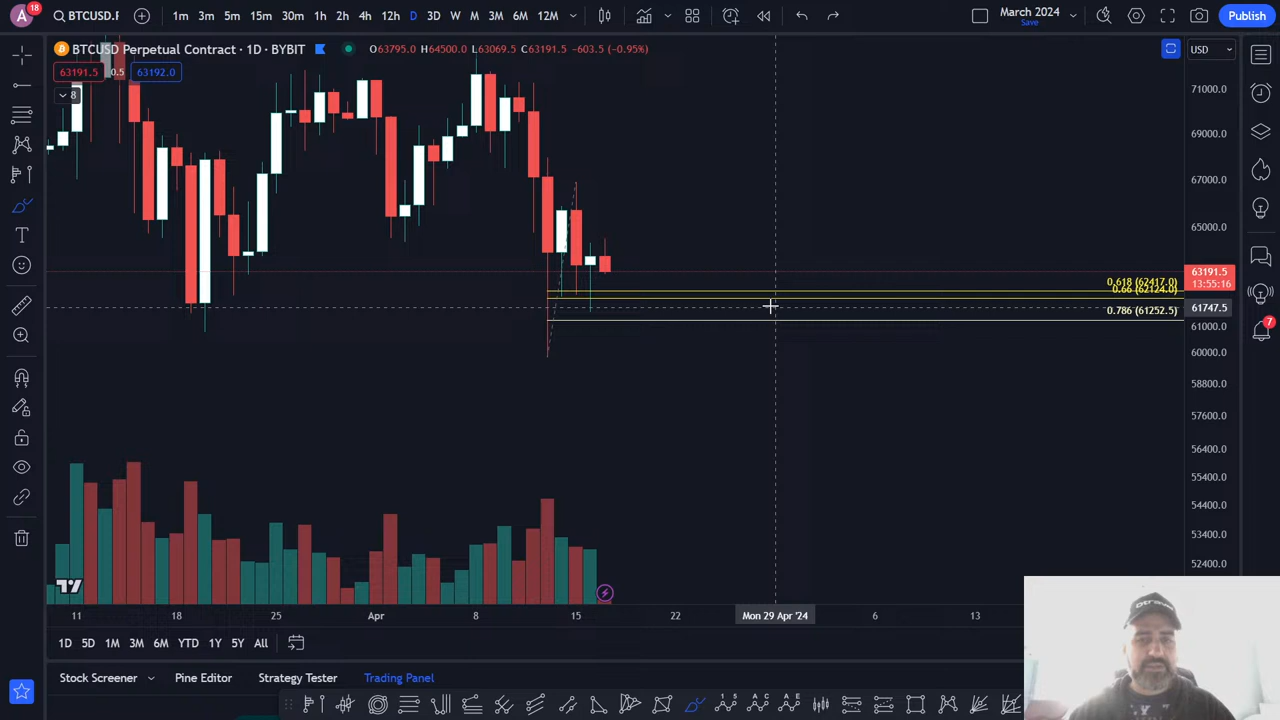 A
18
BTCUSD.F
1m 3m 5m 15m 30m 1h 2h 4h 12h D 3D W M 3M 6M 12M
March 2024
Save
Publish
BTCUSD Perpetual Contract · 1D · BYBIT
O63795.0 H64500.0 L63069.5 C63191.5 −603.5 (−0.95%)
USD
63191.5
0.5
63192.0
8
71000.0
69000.0
67000.0
65000.0
63191.5
13:55:16
0.618 (62417.0)
0.66 (62124.0)
61747.5
0.786 (61252.5)
61000.0
60000.0
58800.0
57600.0
56400.0
55400.0
54400.0
53400.0
52400.0
7
11 18 25 Apr 8 15 22 Mon 29 Apr '24 6 13
1D 5D 1M 3M 6M YTD 1Y 5Y All
Stock Screener Pine Editor Strategy Tester Trading Panel